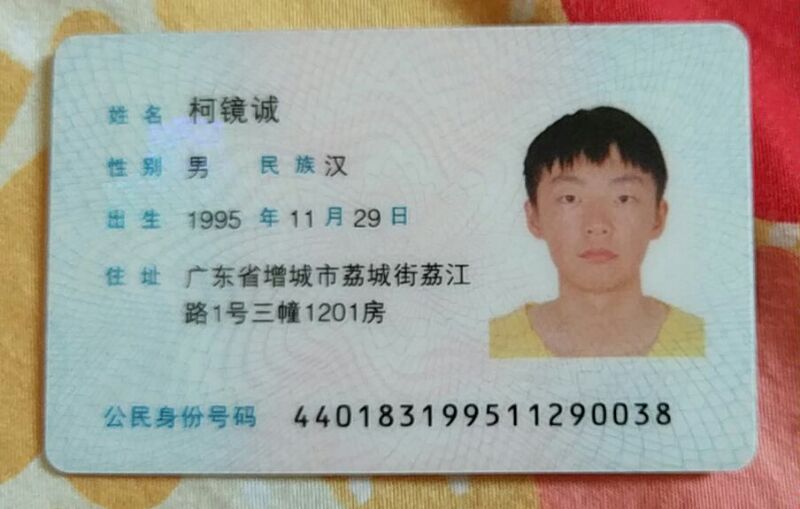 姓名 柯镜诚
性别 男 民族 汉
出生 1995 年 11 月 29 日
住址 广东省增城市荔城街荔江
路1号三幢1201房
公民身份号码 440183199511290038